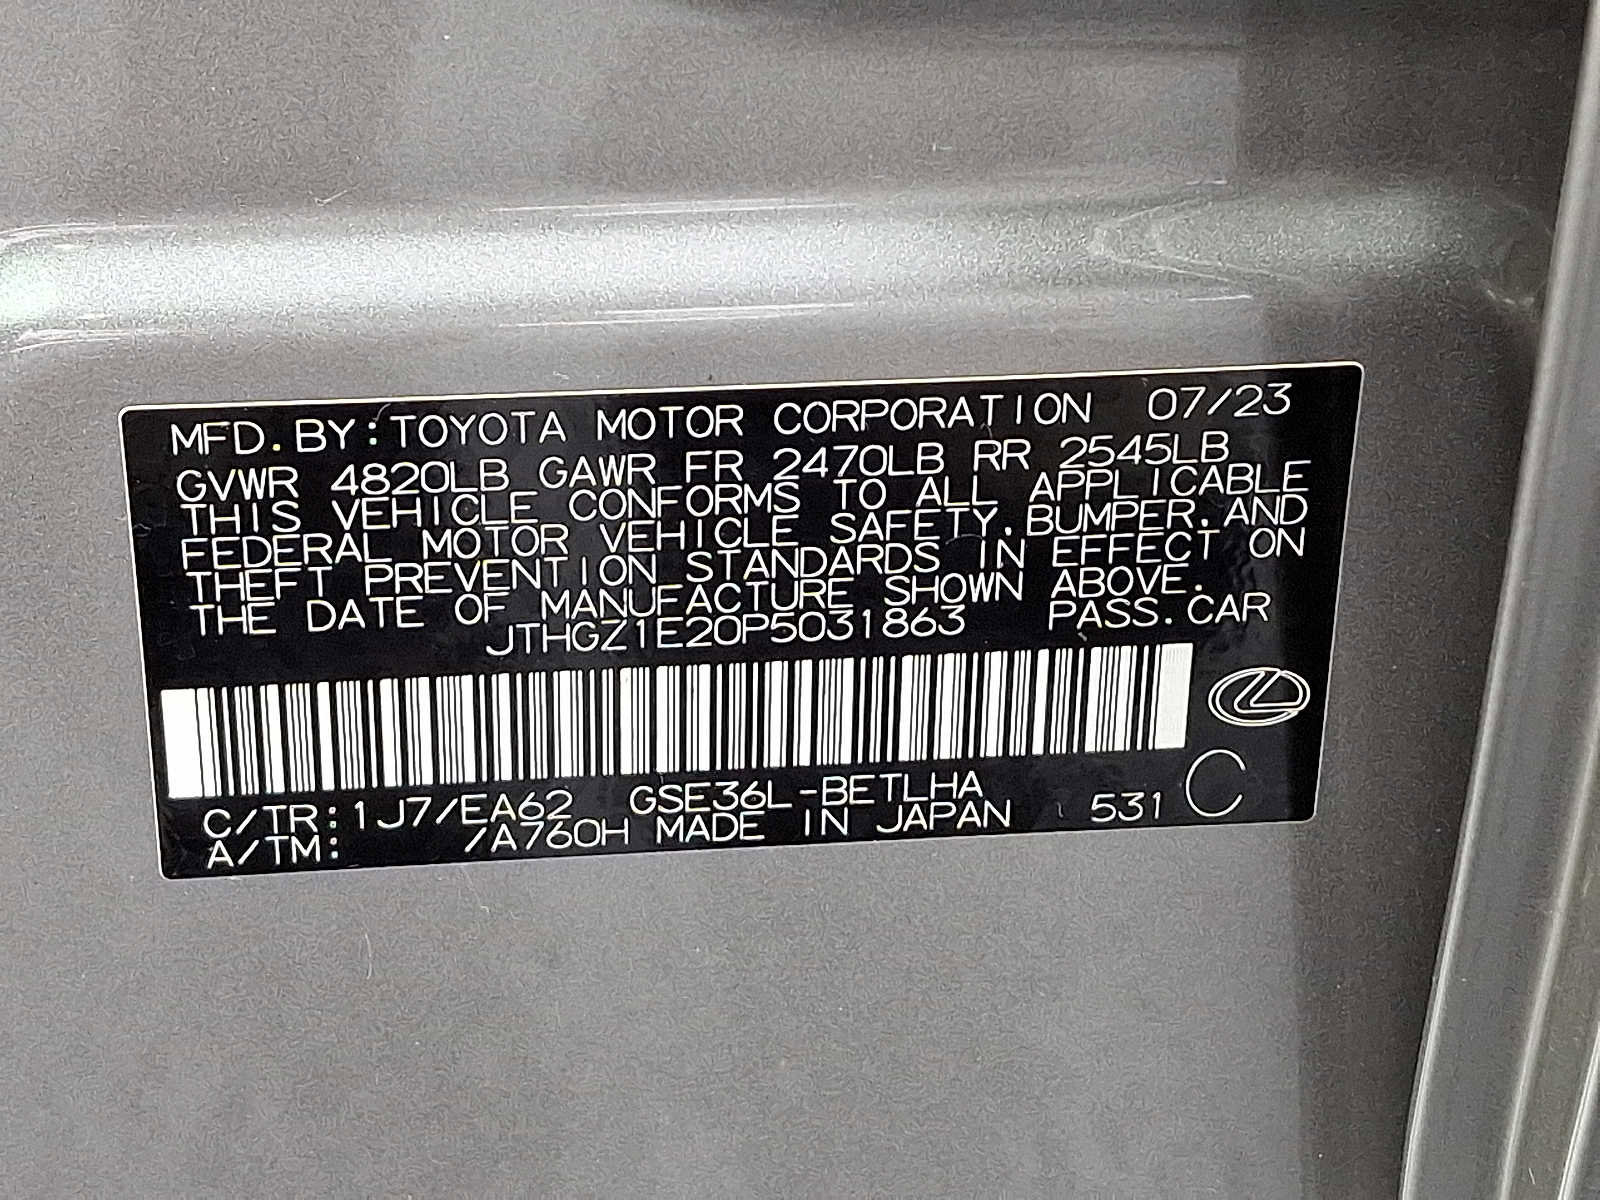 MFD.BY:TOYOTA MOTOR CORPORATION 07/23
GVWR 4820LB GAWR FR 2470LB RR 2545LB
THIS VEHICLE CONFORMS TO ALL APPLICABLE
FEDERAL MOTOR VEHICLE SAFETY.BUMPER.AND
THEFT PREVENTION STANDARDS IN EFFECT ON
THE DATE OF MANUFACTURE SHOWN ABOVE.
JTHGZ1E20P5031863 PASS.CAR
C/TR:1J7/EA62 GSE36L-BETLHA
A/TM: /A760H MADE IN JAPAN 531 C